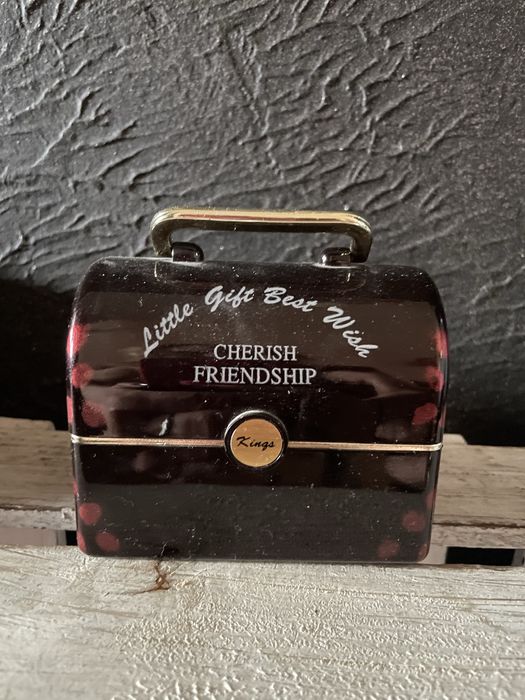 Little Gift Best Wish
CHERISH
FRIENDSHIP
Kings